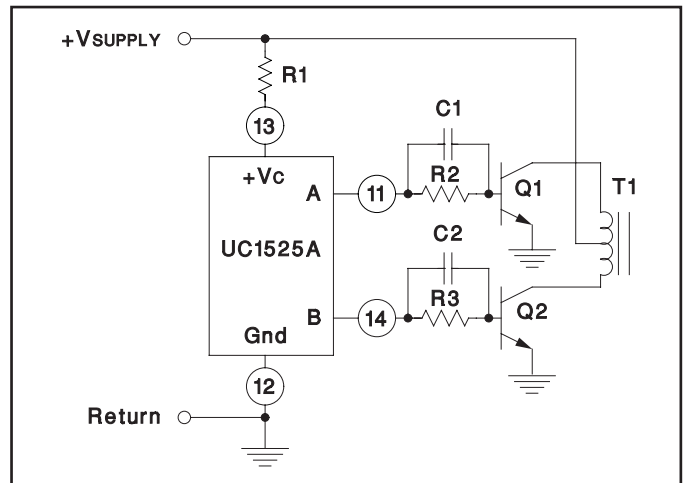 +VSUPPLY
R1
13
C1
+Vc
A
11
R2
Q1
T1
UC1525A
C2
B
14
R3
Q2
Gnd
12
Return